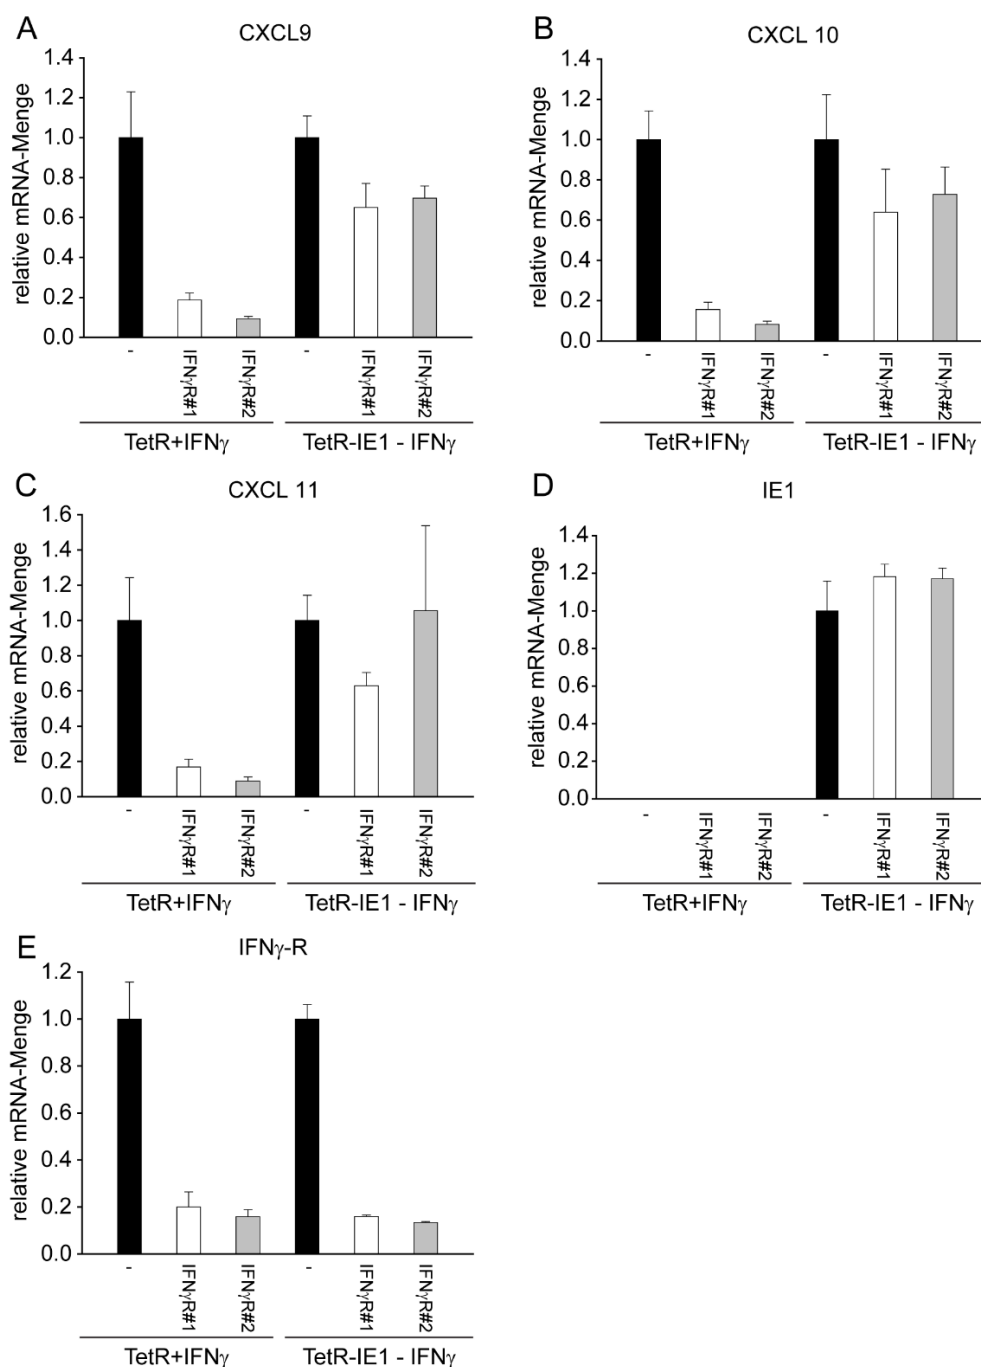 A
CXCL9
relative mRNA-Menge
1.4
1.2
1.0
0.8
0.6
0.4
0.2
0.0
-
IFNγR#1
IFNγR#2
-
IFNγR#1
IFNγR#2
TetR+IFNγ
TetR-IE1 - IFNγ
B
CXCL 10
relative mRNA-Menge
1.4
1.2
1.0
0.8
0.6
0.4
0.2
0.0
-
IFNγR#1
IFNγR#2
-
IFNγR#1
IFNγR#2
TetR+IFNγ
TetR-IE1 - IFNγ
C
CXCL 11
relative mRNA-Menge
1.6
1.4
1.2
1.0
0.8
0.6
0.4
0.2
0.0
-
IFNγR#1
IFNγR#2
-
IFNγR#1
IFNγR#2
TetR+IFNγ
TetR-IE1 - IFNγ
D
IE1
relative mRNA-Menge
1.4
1.2
1.0
0.8
0.6
0.4
0.2
0.0
-
IFNγR#1
IFNγR#2
-
IFNγR#1
IFNγR#2
TetR+IFNγ
TetR-IE1 - IFNγ
E
IFNγ-R
relative mRNA-Menge
1.2
1.0
0.8
0.6
0.4
0.2
0.0
-
IFNγR#1
IFNγR#2
-
IFNγR#1
IFNγR#2
TetR+IFNγ
TetR-IE1 - IFNγ